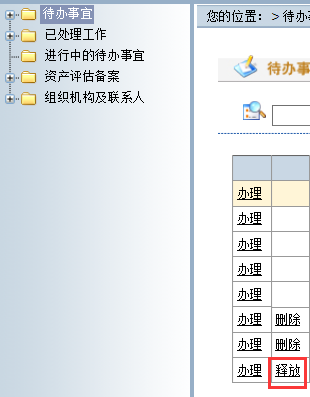 待办事宜
已处理工作
进行中的待办事宜
资产评估备案
组织机构及联系人
您的位置： > 待办
待办事
办理
办理
办理
办理
办理
办理 删除
办理 删除
办理 释放